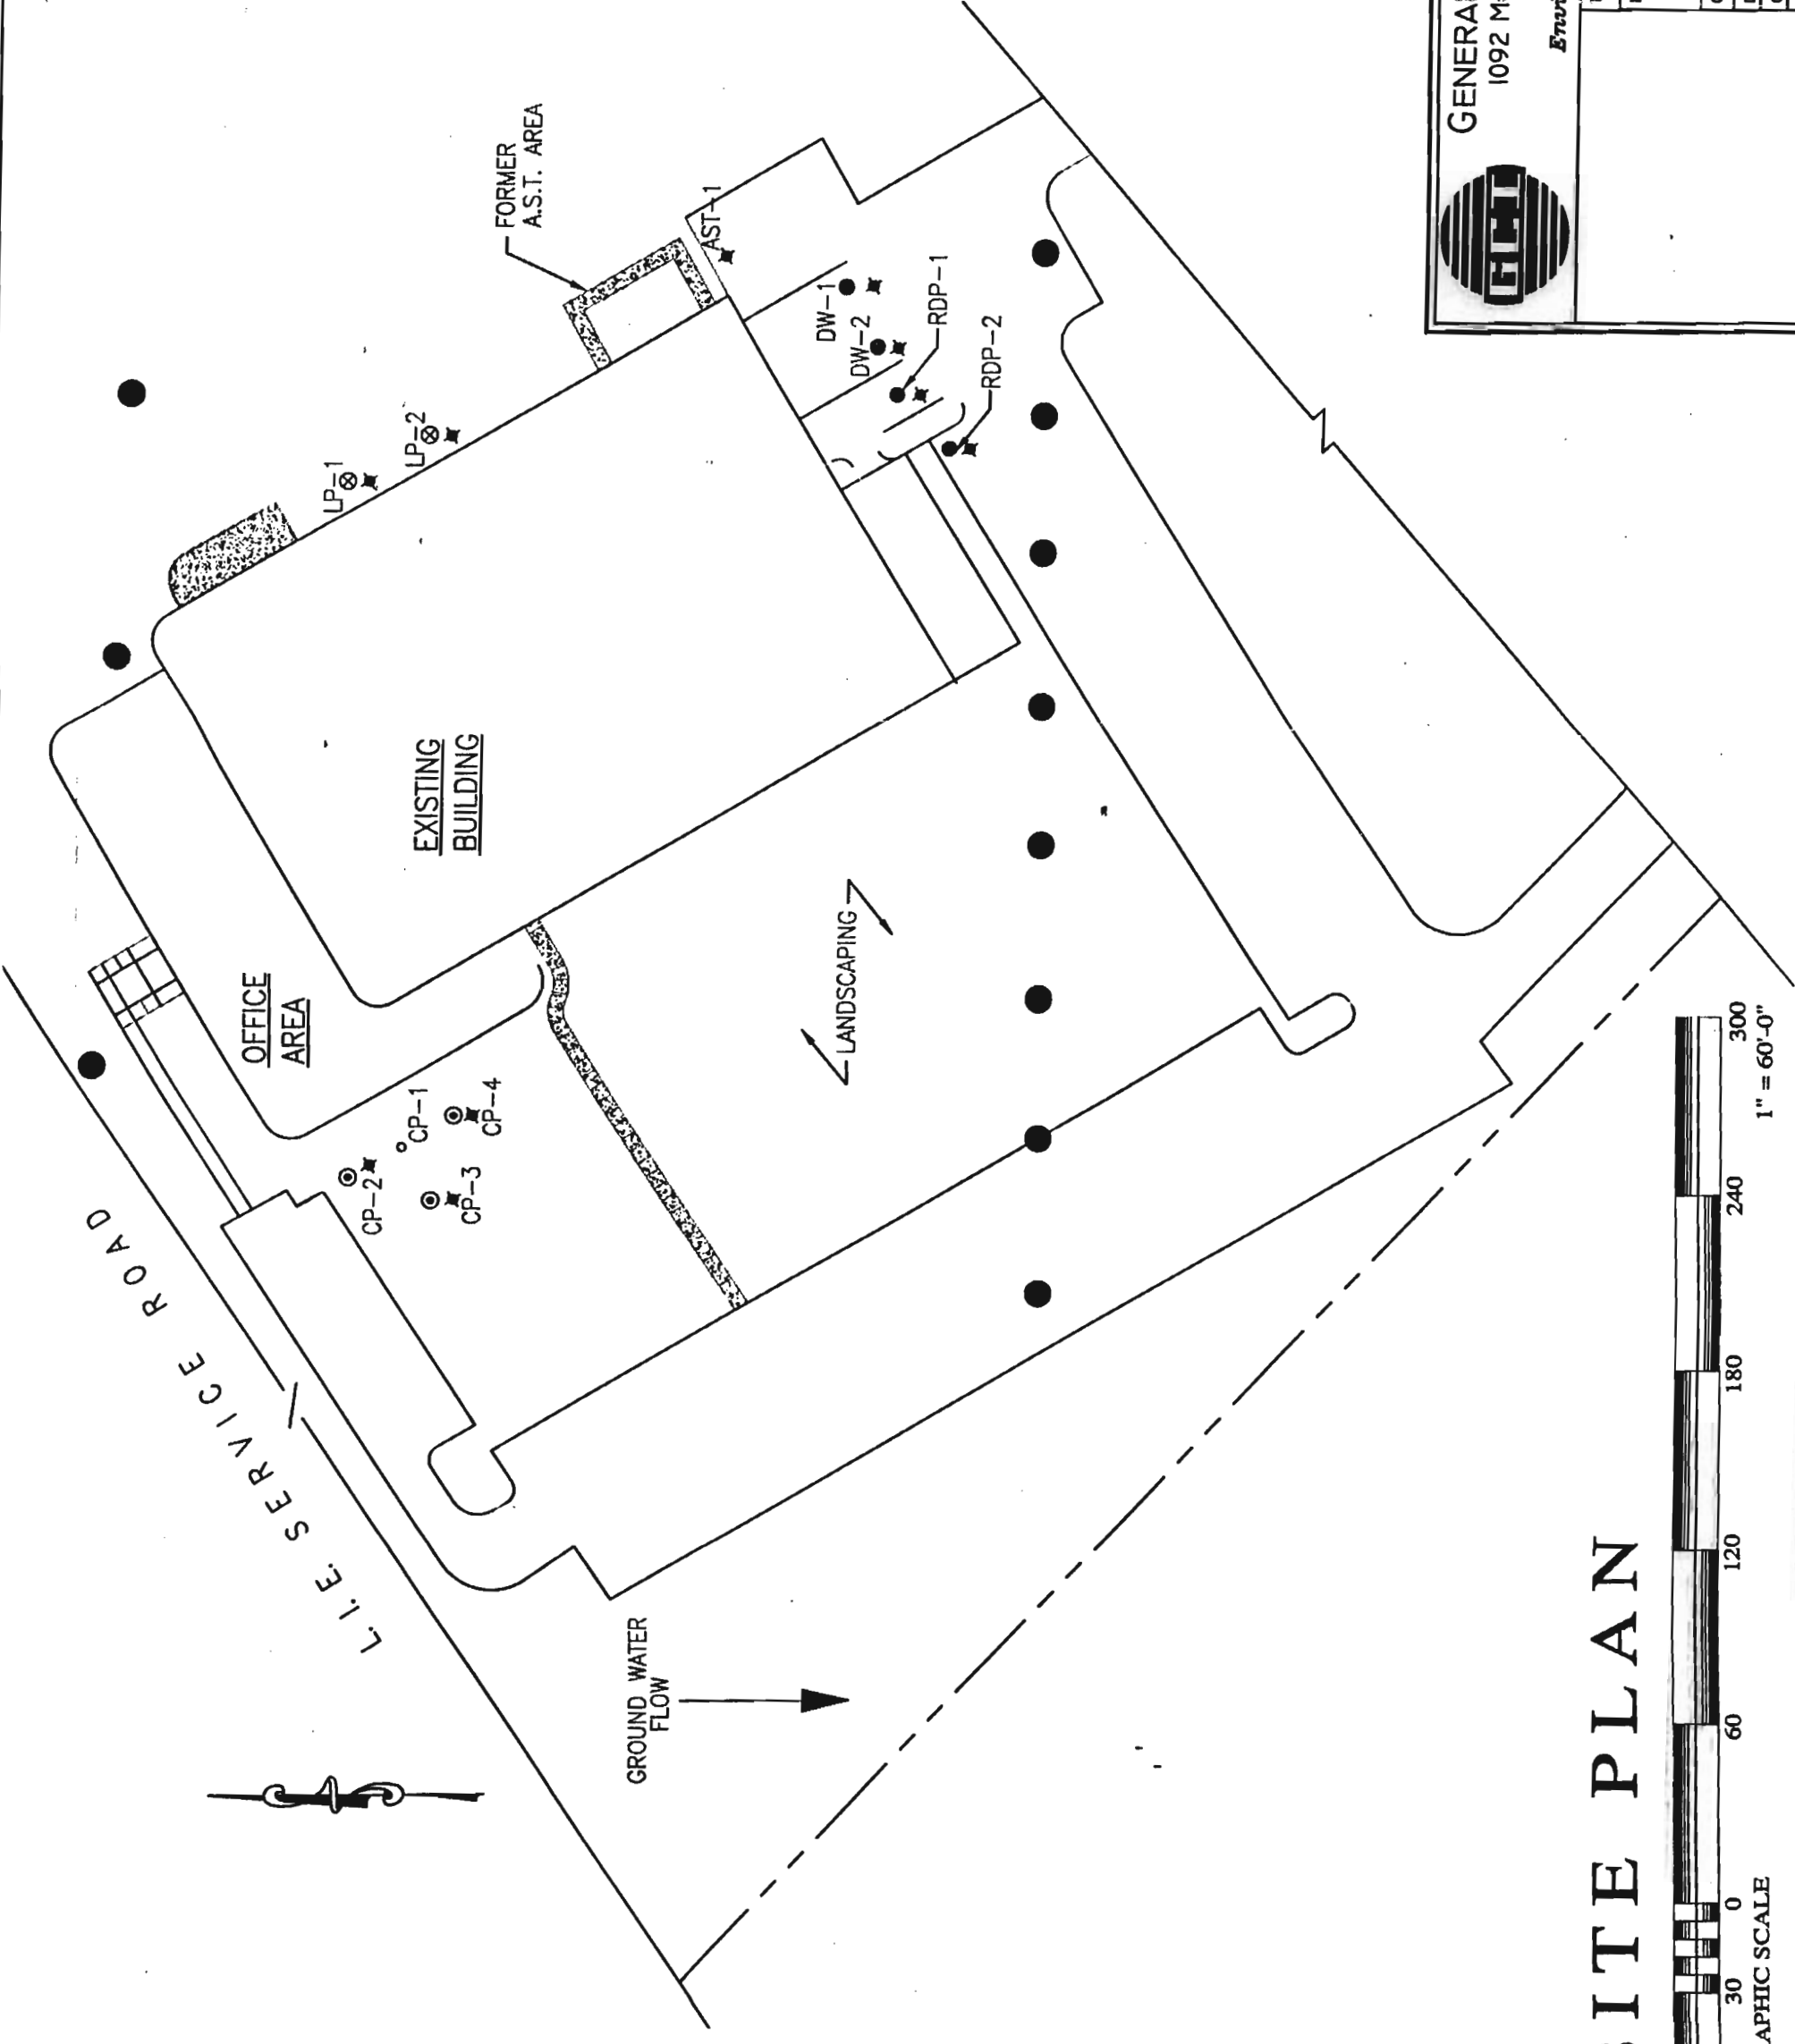 FORMER
A.S.T. AREA
AST-1
DW-1
DW-2
RDP-1
RDP-2
LP-1
LP-2
EXISTING
BUILDING
OFFICE
AREA
LANDSCAPING
CP-1
CP-2
CP-3
CP-4
L.I.E. SERVICE ROAD
GROUND WATER
FLOW
ITE PLAN
30 0 60 120 180 240 300
APHIC SCALE
1" = 60'-0"
GENERA
1092 M
Envi